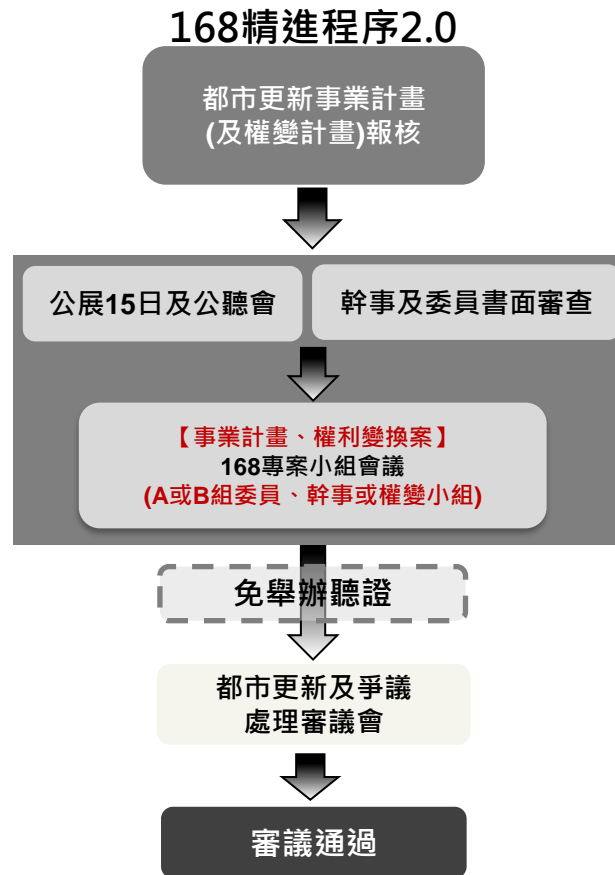 168精進程序2.0
都市更新事業計畫
(及權變計畫)報核
公展15日及公聽會
幹事及委員書面審查
【事業計畫、權利變換案】
168專案小組會議
(A或B組委員、幹事或權變小組)
免舉辦聽證
都市更新及爭議
處理審議會
審議通過